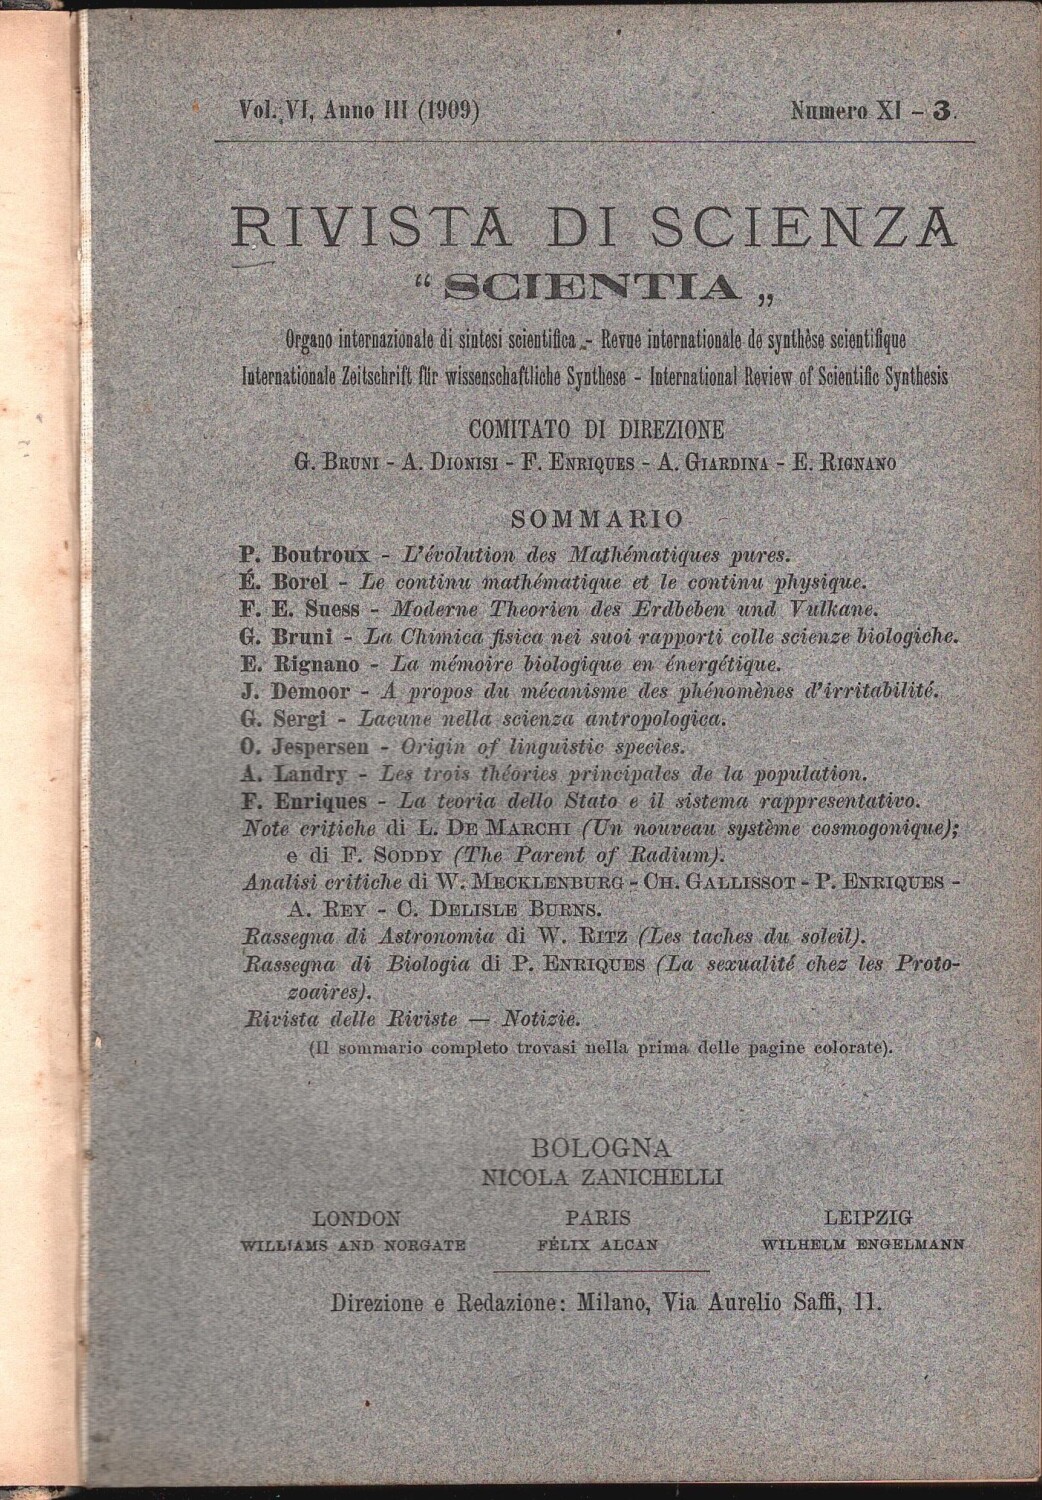 Vol. VI, Anno III (1909) Numero XI - 3.
RIVISTA DI SCIENZA
“ SCIENTIA „
Organo internazionale di sintesi scientifica - Revue internationale de synthèse scientifique
Internationale Zeitschrift für wissenschaftliche Synthese - International Review of Scientific Synthesis
COMITATO DI DIREZIONE
G. BRUNI - A. DIONISI - F. ENRIQUES - A. GIARDINA - E. RIGNANO
SOMMARIO
P. Boutroux - L'évolution des Mathématiques pures.
É. Borel - Le continu mathématique et le continu physique.
F. E. Suess - Moderne Theorien des Erdbeben und Vulkane.
G. Bruni - La Chimica fisica nei suoi rapporti colle scienze biologiche.
E. Rignano - La mémoire biologique en énergétique.
J. Demoor - A propos du mécanisme des phénomènes d'irritabilité.
G. Sergi - Lacune nella scienza antropologica.
O. Jespersen - Origin of linguistic species.
A. Landry - Les trois théories principales de la population.
F. Enriques - La teoria dello Stato e il sistema rappresentativo.
Note critiche di L. DE MARCHI (Un nouveau système cosmogonique);
e di F. SODDY (The Parent of Radium).
Analisi critiche di W. MECKLENBURG - CH. GALLISSOT - P. ENRIQUES -
A. REY - C. DELISLE BURNS.
Rassegna di Astronomia di W. RITZ (Les taches du soleil).
Rassegna di Biologia di P. ENRIQUES (La sexualité chez les Proto-
zoaires).
Rivista delle Riviste — Notizie.
(Il sommario completo trovasi nella prima delle pagine colorate).
BOLOGNA
NICOLA ZANICHELLI
LONDON PARIS LEIPZIG
WILLIAMS AND NORGATE FÉLIX ALCAN WILHELM ENGELMANN
Direzione e Redazione: Milano, Via Aurelio Saffi, 11.